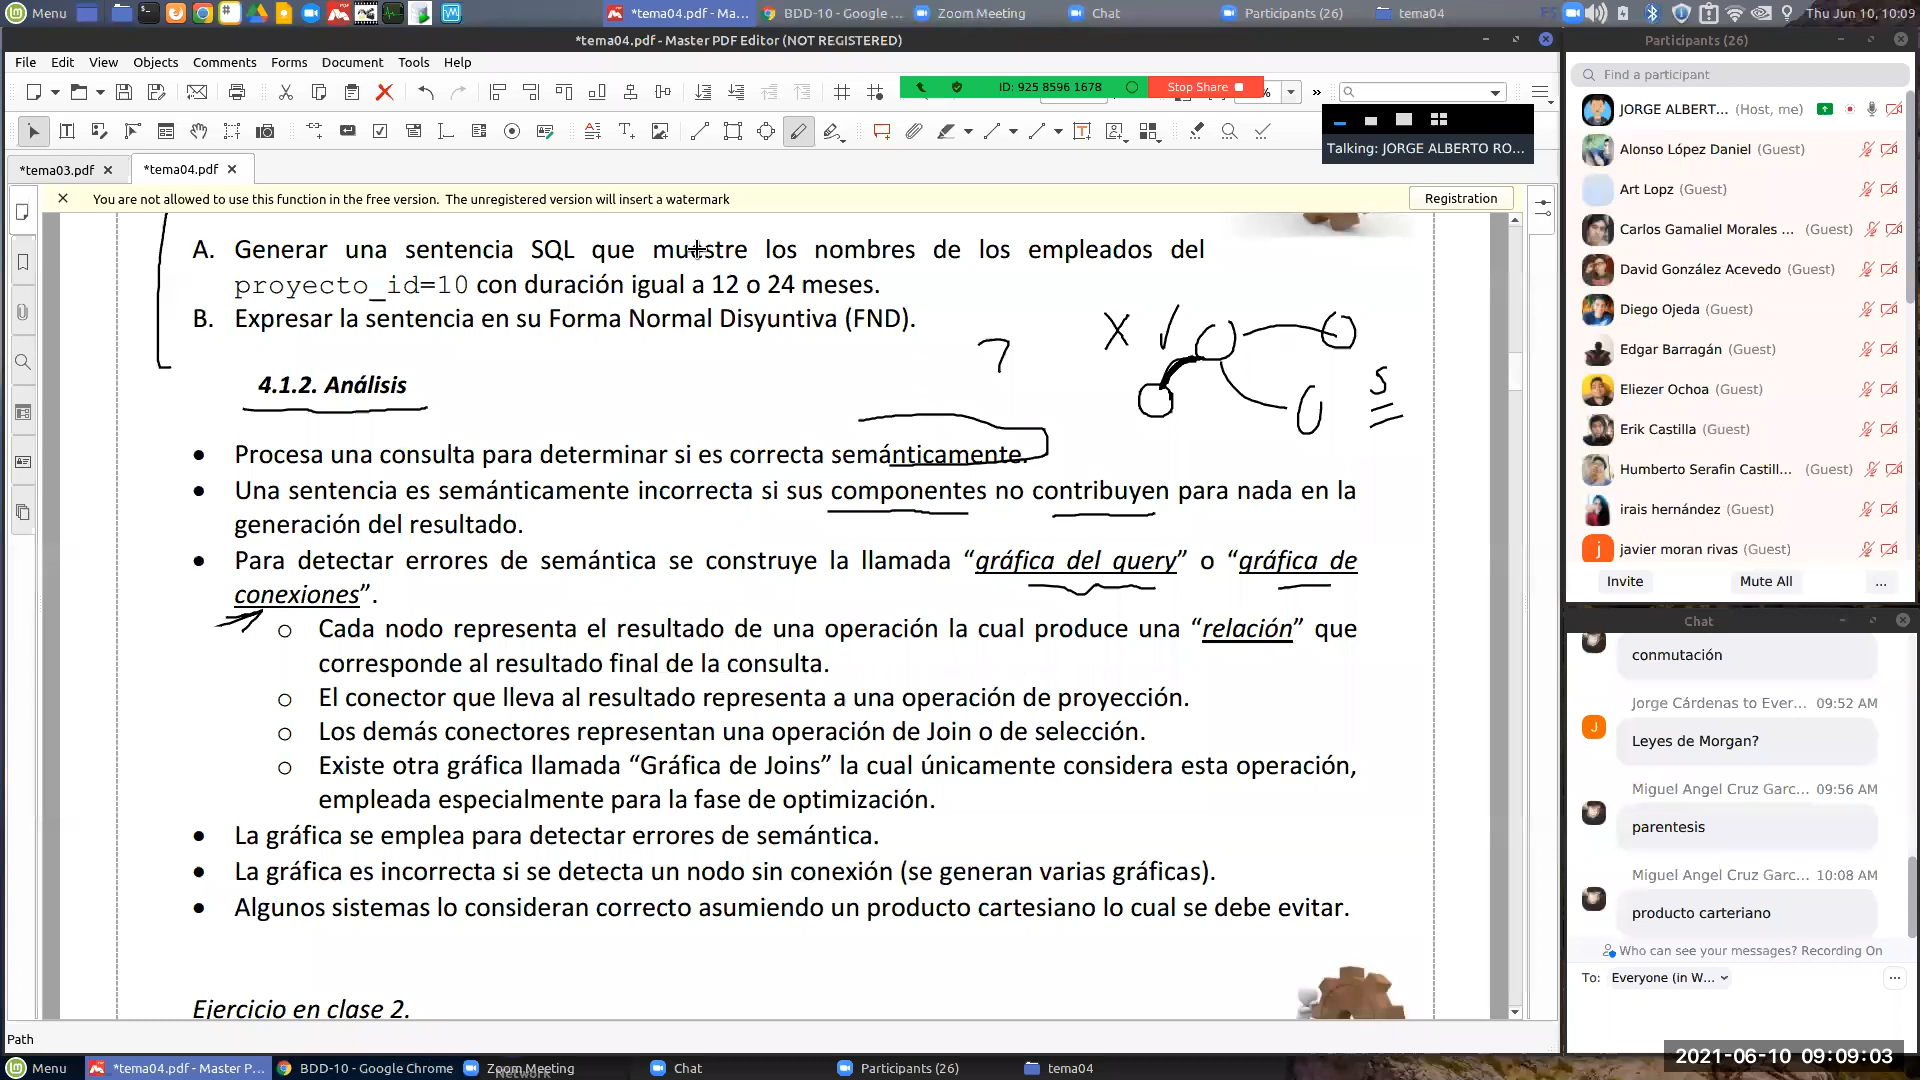 Menu
*tema04.pdf - Ma...
BDD-10 - Google ...
Zoom Meeting
Chat
Participants (26)
tema04
Thu Jun 10, 10:09
*tema04.pdf - Master PDF Editor (NOT REGISTERED)
File Edit View Objects Comments Forms Document Tools Help
ID: 925 8596 1678
Stop Share
%
Talking: JORGE ALBERTO RO...
*tema03.pdf
*tema04.pdf
You are not allowed to use this function in the free version. The unregistered version will insert a watermark
Registration
A. Generar una sentencia SQL que muestre los nombres de los empleados del
proyecto_id=10 con duración igual a 12 o 24 meses.
B. Expresar la sentencia en su Forma Normal Disyuntiva (FND).
4.1.2. Análisis
• Procesa una consulta para determinar si es correcta semánticamente.
• Una sentencia es semánticamente incorrecta si sus componentes no contribuyen para nada en la
generación del resultado.
• Para detectar errores de semántica se construye la llamada “gráfica del query” o “gráfica de
conexiones”.
o Cada nodo representa el resultado de una operación la cual produce una “relación” que
corresponde al resultado final de la consulta.
o El conector que lleva al resultado representa a una operación de proyección.
o Los demás conectores representan una operación de Join o de selección.
o Existe otra gráfica llamada “Gráfica de Joins” la cual únicamente considera esta operación,
empleada especialmente para la fase de optimización.
• La gráfica se emplea para detectar errores de semántica.
• La gráfica es incorrecta si se detecta un nodo sin conexión (se generan varias gráficas).
• Algunos sistemas lo consideran correcto asumiendo un producto cartesiano lo cual se debe evitar.
Ejercicio en clase 2.
Path
Participants (26)
Find a participant
JORGE ALBERT... (Host, me)
Alonso López Daniel (Guest)
Art Lopz (Guest)
Carlos Gamaliel Morales ... (Guest)
David González Acevedo (Guest)
Diego Ojeda (Guest)
Edgar Barragán (Guest)
Eliezer Ochoa (Guest)
Erik Castilla (Guest)
Humberto Serafin Castill... (Guest)
irais hernández (Guest)
j javier moran rivas (Guest)
Invite
Mute All
...
Chat
conmutación
Jorge Cárdenas to Ever... 09:52 AM
J
Leyes de Morgan?
Miguel Angel Cruz Garc... 09:56 AM
parentesis
Miguel Angel Cruz Garc... 10:08 AM
producto carteriano
Who can see your messages? Recording On
To: Everyone (in W...
2021-06-10 09:09:03
Menu
*tema04.pdf - Master P...
BDD-10 - Google Chrome
Zoom Meeting
Chat
Participants (26)
tema04
Network